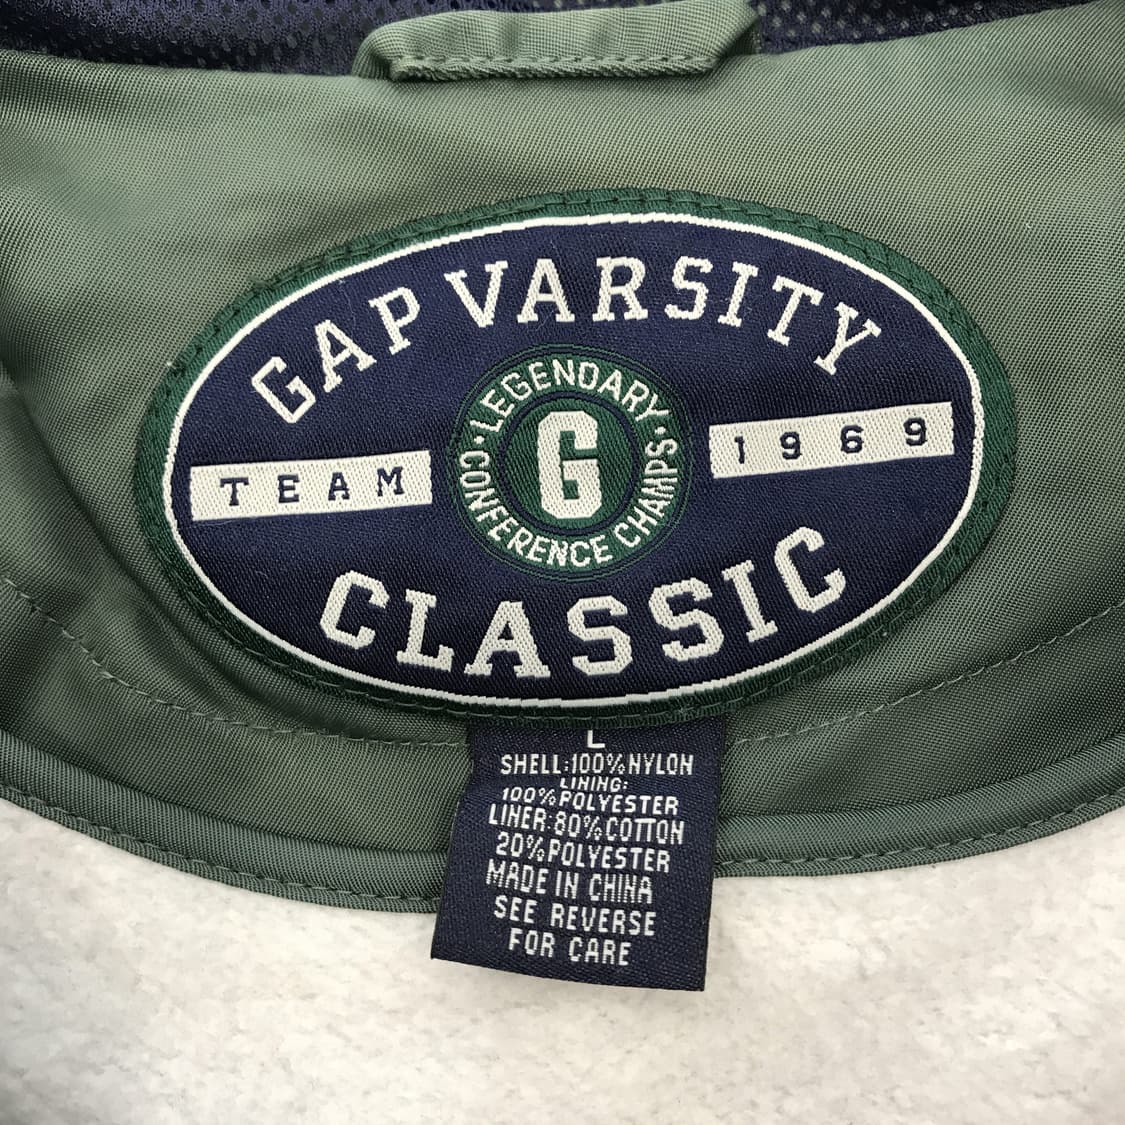 GAP VARSITY
TEAM
LEGENDARY
G
CONFERENCE CHAMPS
1969
CLASSIC
L
SHELL:100%NYLON
LINING:
100%POLYESTER
LINER:80%COTTON
20%POLYESTER
MADE IN CHINA
SEE REVERSE
FOR CARE